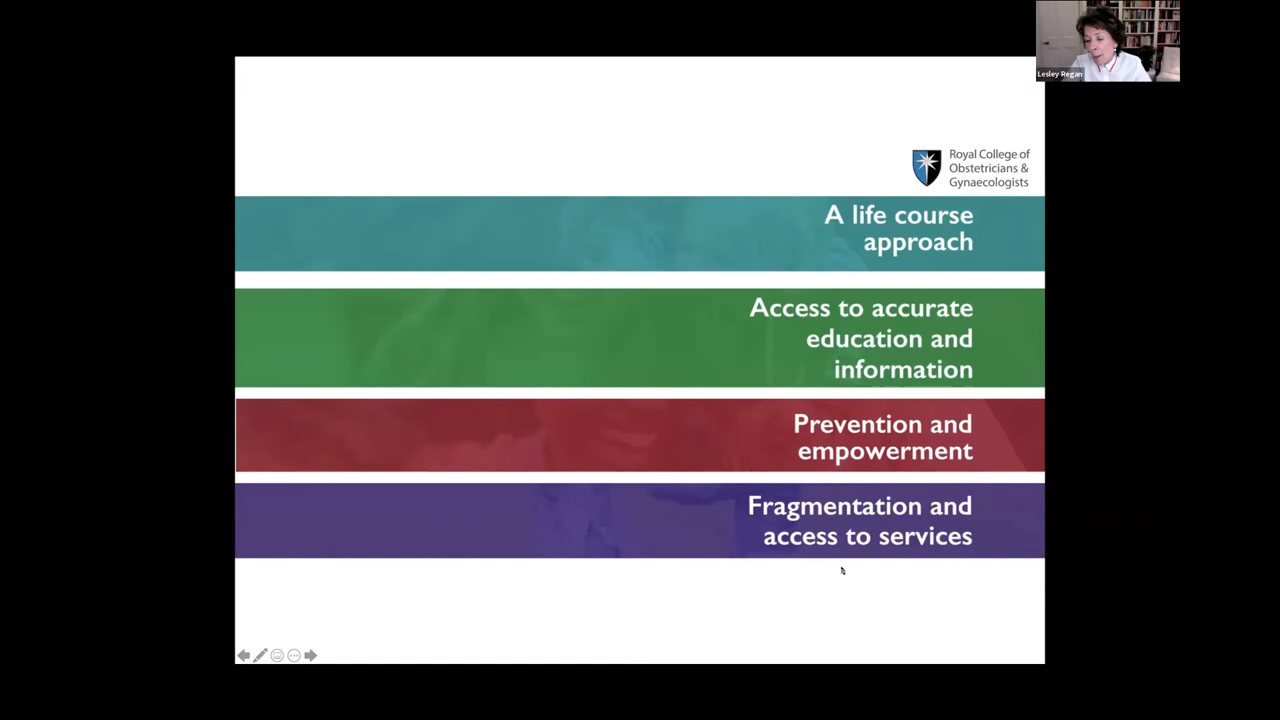 Lesley Regan
Royal College of
Obstetricians &
Gynaecologists
A life course
approach
Access to accurate
education and
information
Prevention and
empowerment
Fragmentation and
access to services